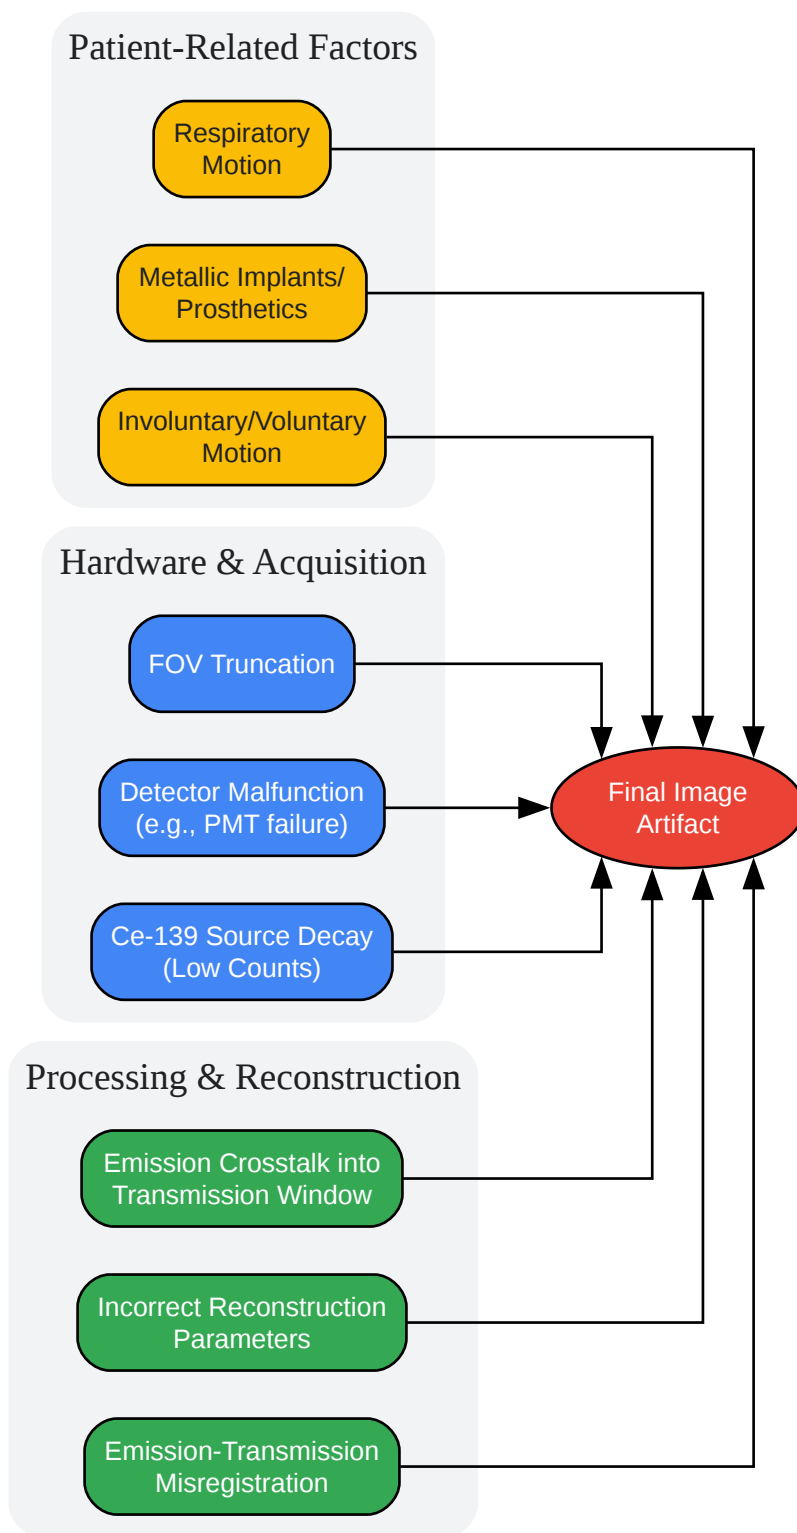 Patient-Related Factors
Respiratory
Motion
Metallic Implants/
Prosthetics
Involuntary/Voluntary
Motion
Hardware & Acquisition
FOV Truncation
Detector Malfunction
(e.g., PMT failure)
Ce-139 Source Decay
(Low Counts)
Final Image
Artifact
Processing & Reconstruction
Emission Crosstalk into
Transmission Window
Incorrect Reconstruction
Parameters
Emission-Transmission
Misregistration